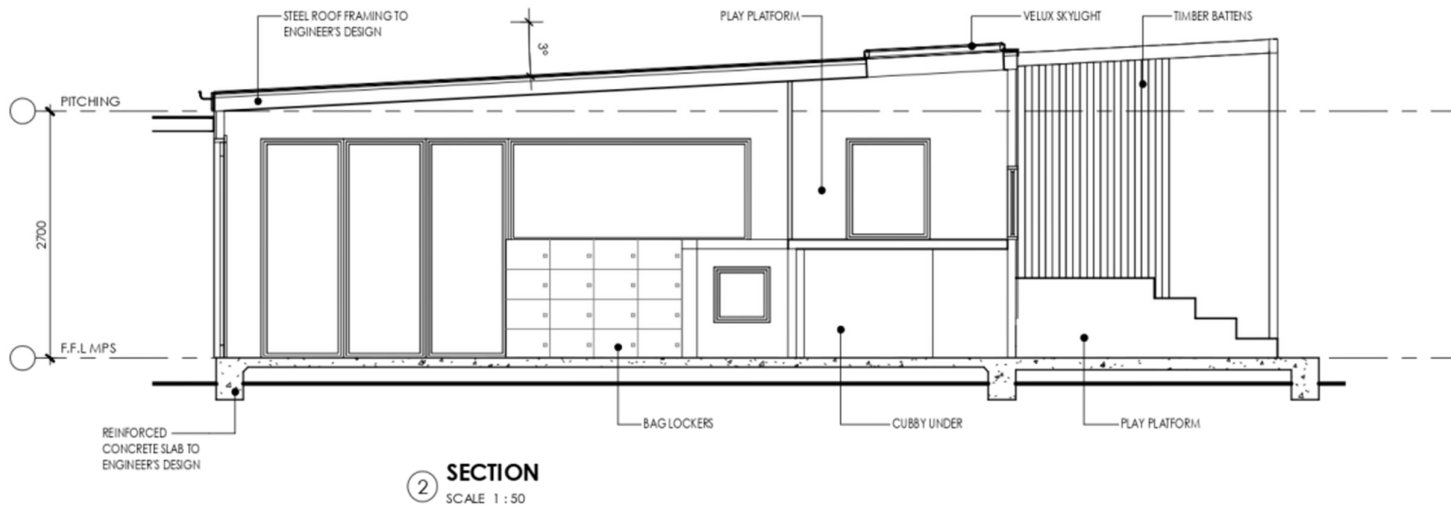 STEEL ROOF FRAMING TO
ENGINEER'S DESIGN
3°
PLAY PLATFORM
VELUX SKYLIGHT
TIMBER BATTENS
PITCHING
2700
F.F.L MPS
REINFORCED
CONCRETE SLAB TO
ENGINEER'S DESIGN
BAG LOCKERS
CUBBY UNDER
PLAY PLATFORM
2 SECTION
SCALE 1 : 50